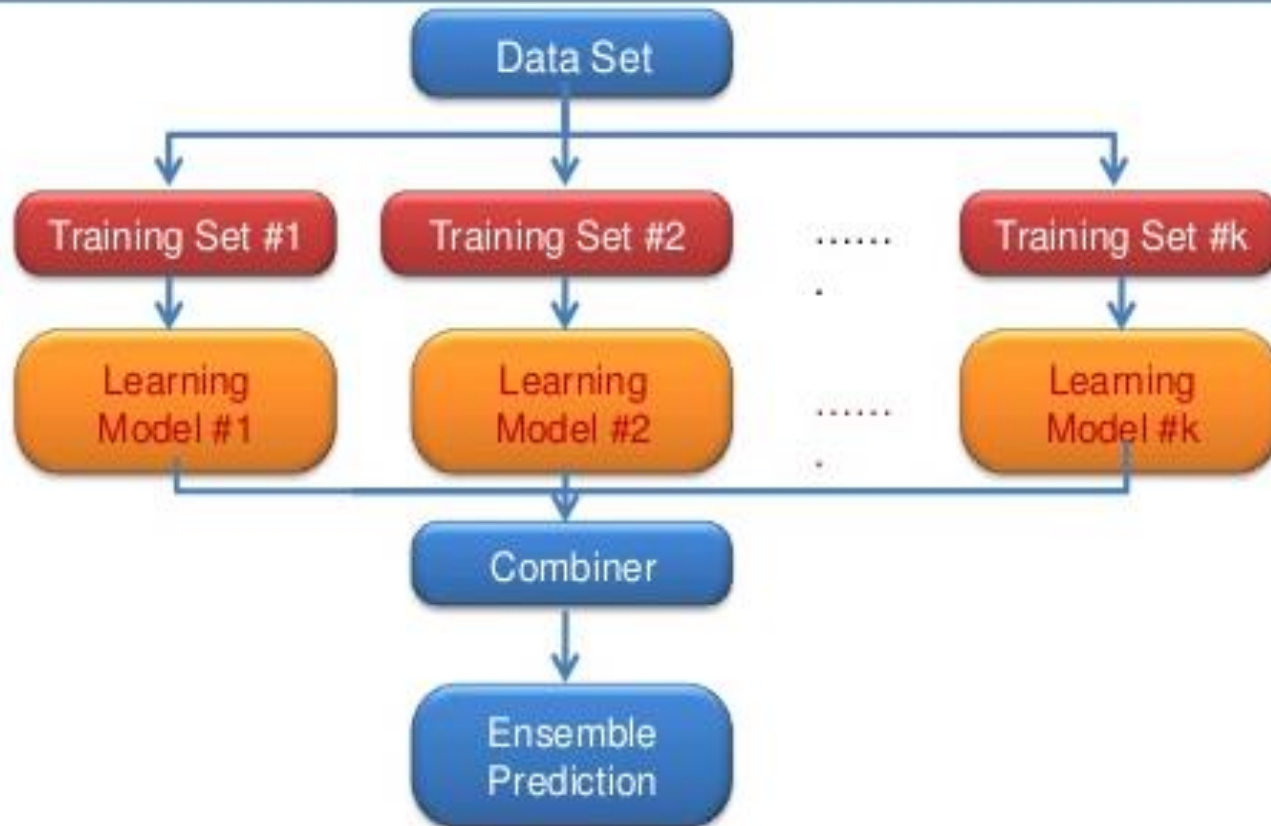 Data Set
Training Set #1 Training Set #2 ...... Training Set #k
.
Learning Model #1
Learning Model #2
......
.
Learning Model #k
Combiner
Ensemble
Prediction